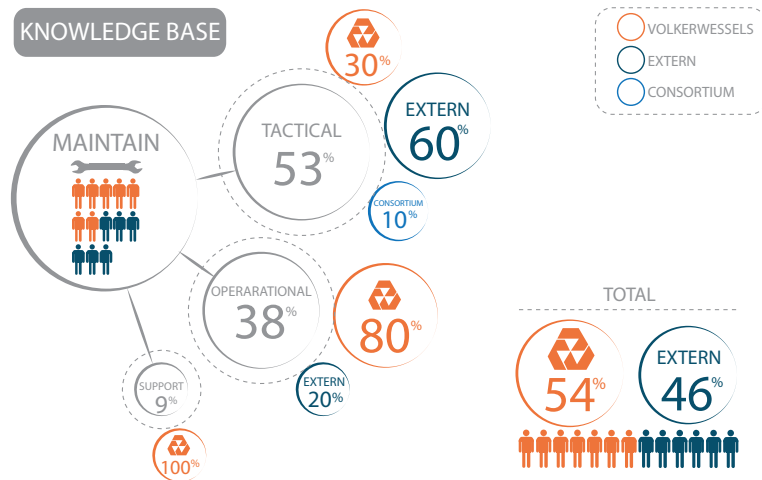 KNOWLEDGE BASE
30%
VOLKERWESSELS
EXTERN
CONSORTIUM
MAINTAIN
TACTICAL
53%
EXTERN
60%
CONSORTIUM
10%
OPERARATIONAL
38%
80%
EXTERN
20%
SUPPORT
9%
100%
TOTAL
54%
EXTERN
46%